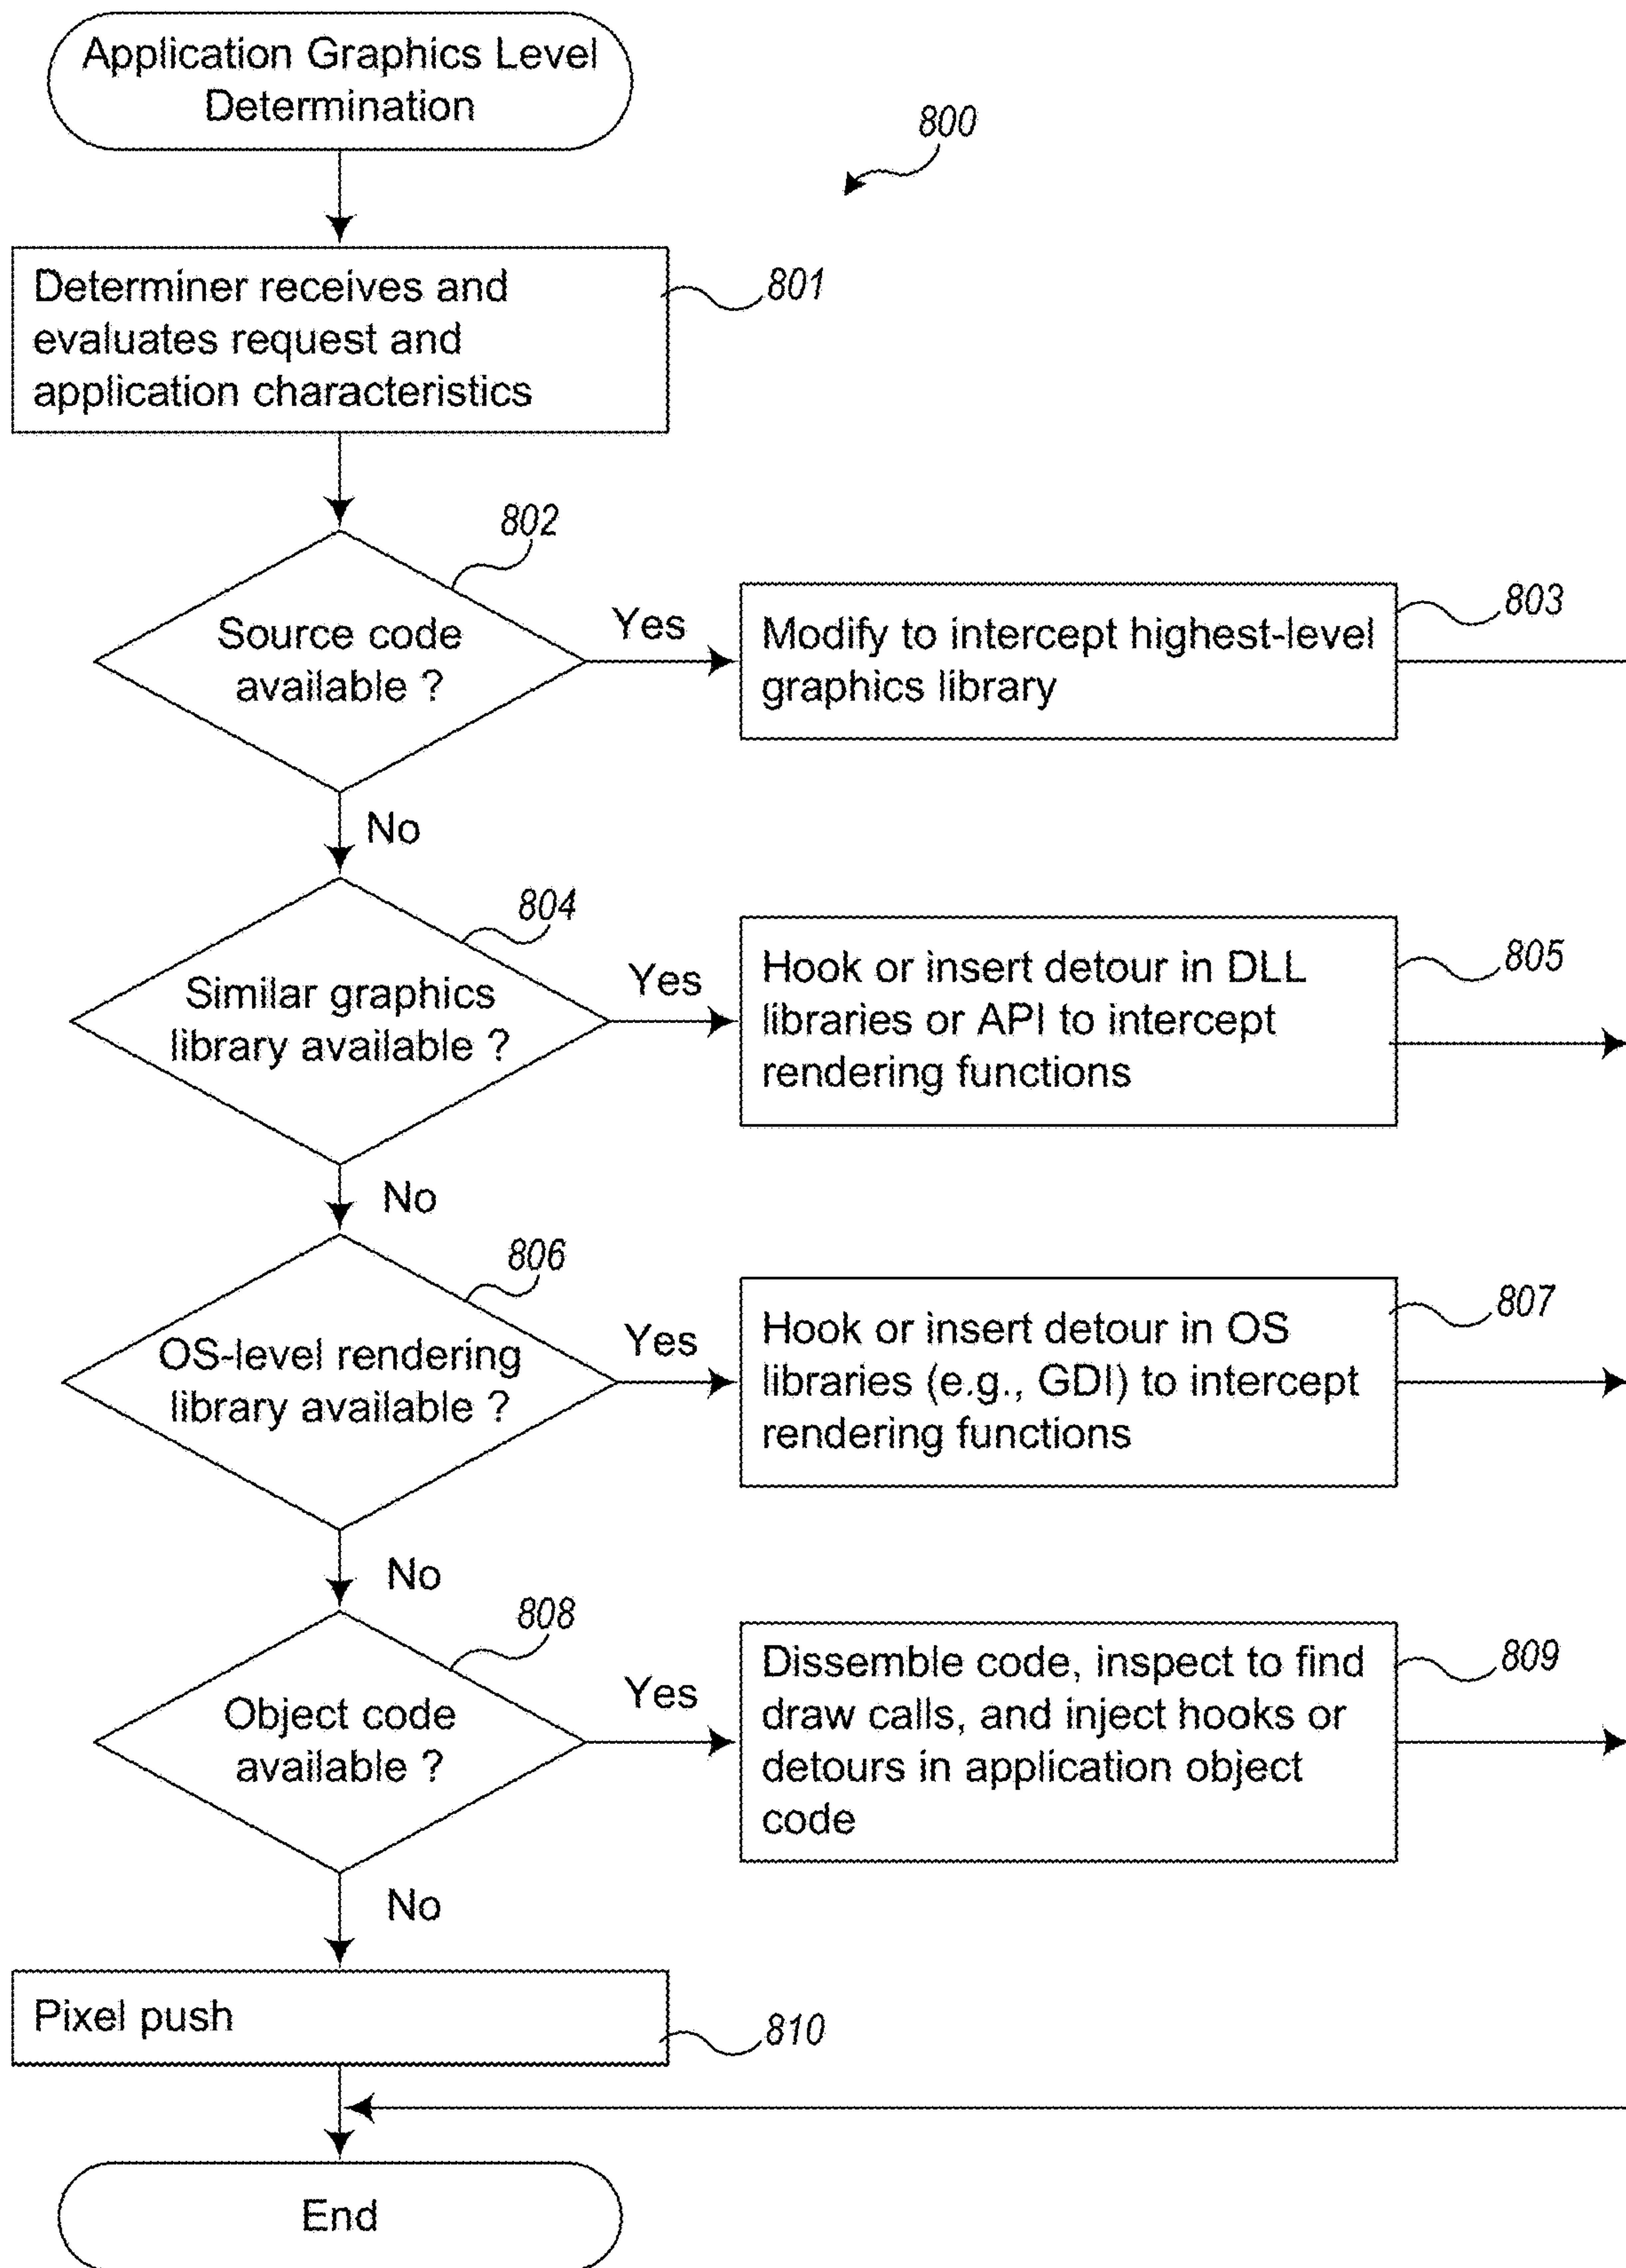 Application Graphics Level
Determination
800
Determiner receives and
evaluates request and
application characteristics
801
802
Source code
available ?
Yes
Modify to intercept highest-level
graphics library
803
No
804
Similar graphics
library available ?
Yes
Hook or insert detour in DLL
libraries or API to intercept
rendering functions
805
No
806
OS-level rendering
library available ?
Yes
Hook or insert detour in OS
libraries (e.g., GDI) to intercept
rendering functions
807
No
808
Object code
available ?
Yes
Dissemble code, inspect to find
draw calls, and inject hooks or
detours in application object
code
809
No
Pixel push
810
End